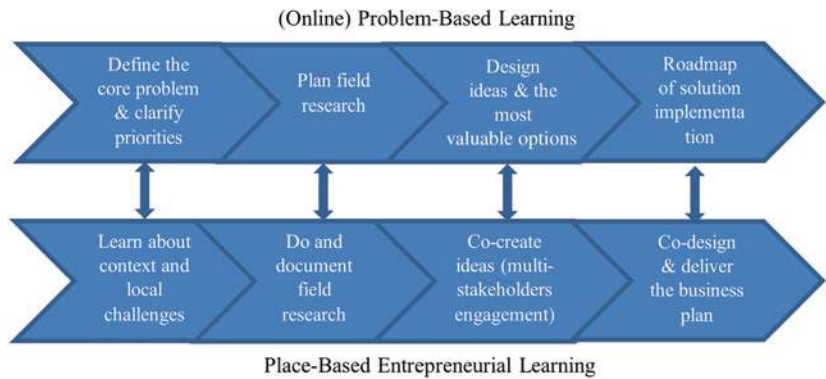 (Online) Problem-Based Learning
Define the
core problem
& clarify
priorities
Plan field
research
Design
ideas & the
most
valuable options
Roadmap
of solution
implementa
tion
Learn about
context and
local
challenges
Do and
document
field
research
Co-create
ideas (multi-
stakeholders
engagement)
Co-design
& deliver
the business
plan
Place-Based Entrepreneurial Learning